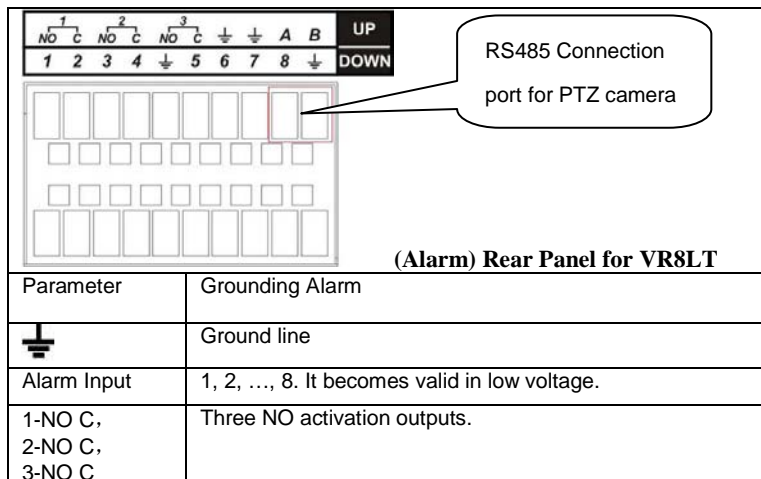 1 2 3
NO C NO C NO C ⏚ ⏚ A B UP
1 2 3 4 ⏚ 5 6 7 8 ⏚ DOWN
RS485 Connection
port for PTZ camera
(Alarm) Rear Panel for VR8LT
Parameter Grounding Alarm
⏚ Ground line
Alarm Input 1, 2, …, 8. It becomes valid in low voltage.
1-NO C, Three NO activation outputs.
2-NO C,
3-NO C